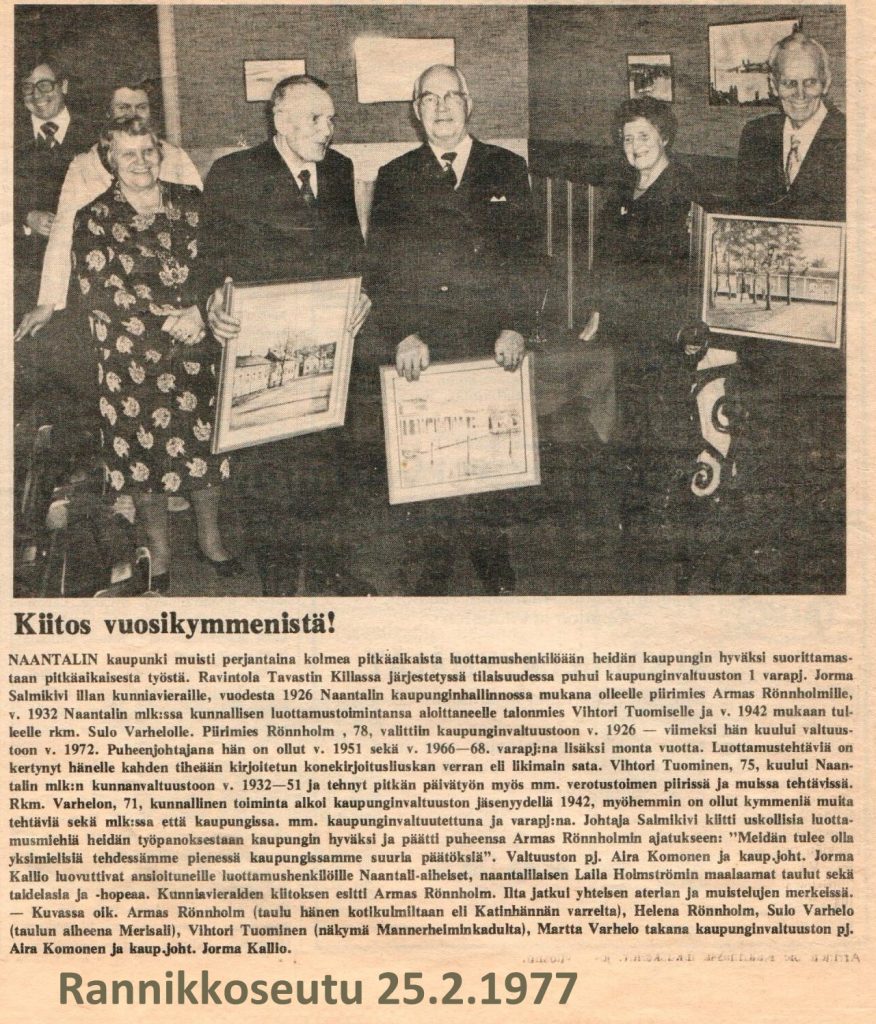 Kiitos vuosikymmenistä!
NAANTALIN kaupunki muisti perjantaina kolmea pitkäaikaista luottamushenkilöään heidän kaupungin hyväksi suorittamas-
taan pitkäaikaisesta työstä. Ravintola Tavastin Killassa järjestetyssä tilaisuudessa puhui kaupunginvaltuuston 1 varapj. Jorma
Salmikivi illan kunniavieraille, vuodesta 1926 Naantalin kaupunginhallinnossa mukana olleelle piirimies Armas Rönnholmille,
v. 1932 Naantalin mlk:ssa kunnallisen luottamustoimintansa aloittaneelle talonmies Vihtori Tuomiselle ja v. 1942 mukaan tul-
leelle rkm. Sulo Varhelolle. Piirimies Rönnholm , 78, valittiin kaupunginvaltuustoon v. 1926 — viimeksi hän kuului valtuus-
toon v. 1972. Puheenjohtajana hän on ollut v. 1951 sekä v. 1966—68. varapj:na lisäksi monta vuotta. Luottamustehtäviä on
kertynyt hänelle kahden tiheään kirjoitetun konekirjoitusliuskan verran eli likimain sata. Vihtori Tuominen, 75, kuului Naan-
talin mlk:n kunnanvaltuustoon v. 1932—51 ja tehnyt pitkän päivätyön myös mm. verotustoimen piirissä ja muissa tehtävissä.
Rkm. Varhelon, 71, kunnallinen toiminta alkoi kaupunginvaltuuston jäsenyydellä 1942, myöhemmin on ollut kymmeniä muita
tehtäviä sekä mlk:ssa että kaupungissa. mm. kaupunginvaltuutettuna ja varapj:na. Johtaja Salmikivi kiitti uskollisia luotta-
musmiehiä heidän työpanoksestaan kaupungin hyväksi ja päätti puheensa Armas Rönnholmin ajatukseen: ”Meidän tulee olla
yksimielisiä tehdessämme pienessä kaupungissamme suuria päätöksiä”. Valtuuston pj. Aira Komonen ja kaup.joht. Jorma
Kallio luovuttivat ansioituneille luottamushenkilöille Naantali-aiheiset, naantalilaisen Laila Holmströmin maalaamat taulut sekä
taidelasia ja -hopeaa. Kunniavieraiden kiitoksen esitti Armas Rönnholm. Ilta jatkui yhteisen aterian ja muistelujen merkeissä.
— Kuvassa oik. Armas Rönnholm (taulu hänen kotikulmiltaan eli Katinhännän varrelta), Helena Rönnholm, Sulo Varhelo
(taulun aiheena Merisali), Vihtori Tuominen (näkymä Mannerheiminkadulta), Martta Varhelo takana kaupunginvaltuuston pj.
Aira Komonen ja kaup.joht. Jorma Kallio.
Rannikkoseutu 25.2.1977